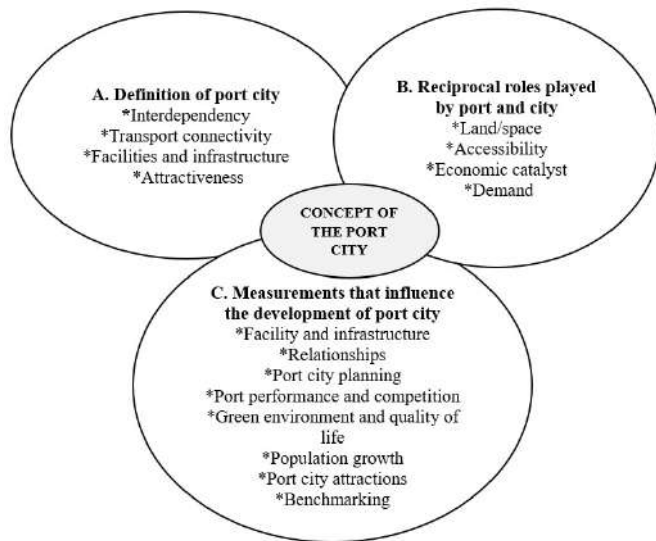 A. Definition of port city
*Interdependency
*Transport connectivity
*Facilities and infrastructure
*Attractiveness
B. Reciprocal roles played
by port and city
*Land/space
*Accessibility
*Economic catalyst
*Demand
CONCEPT OF
THE PORT
CITY
C. Measurements that influence
the development of port city
*Facility and infrastructure
*Relationships
*Port city planning
*Port performance and competition
*Green environment and quality of
life
*Population growth
*Port city attractions
*Benchmarking